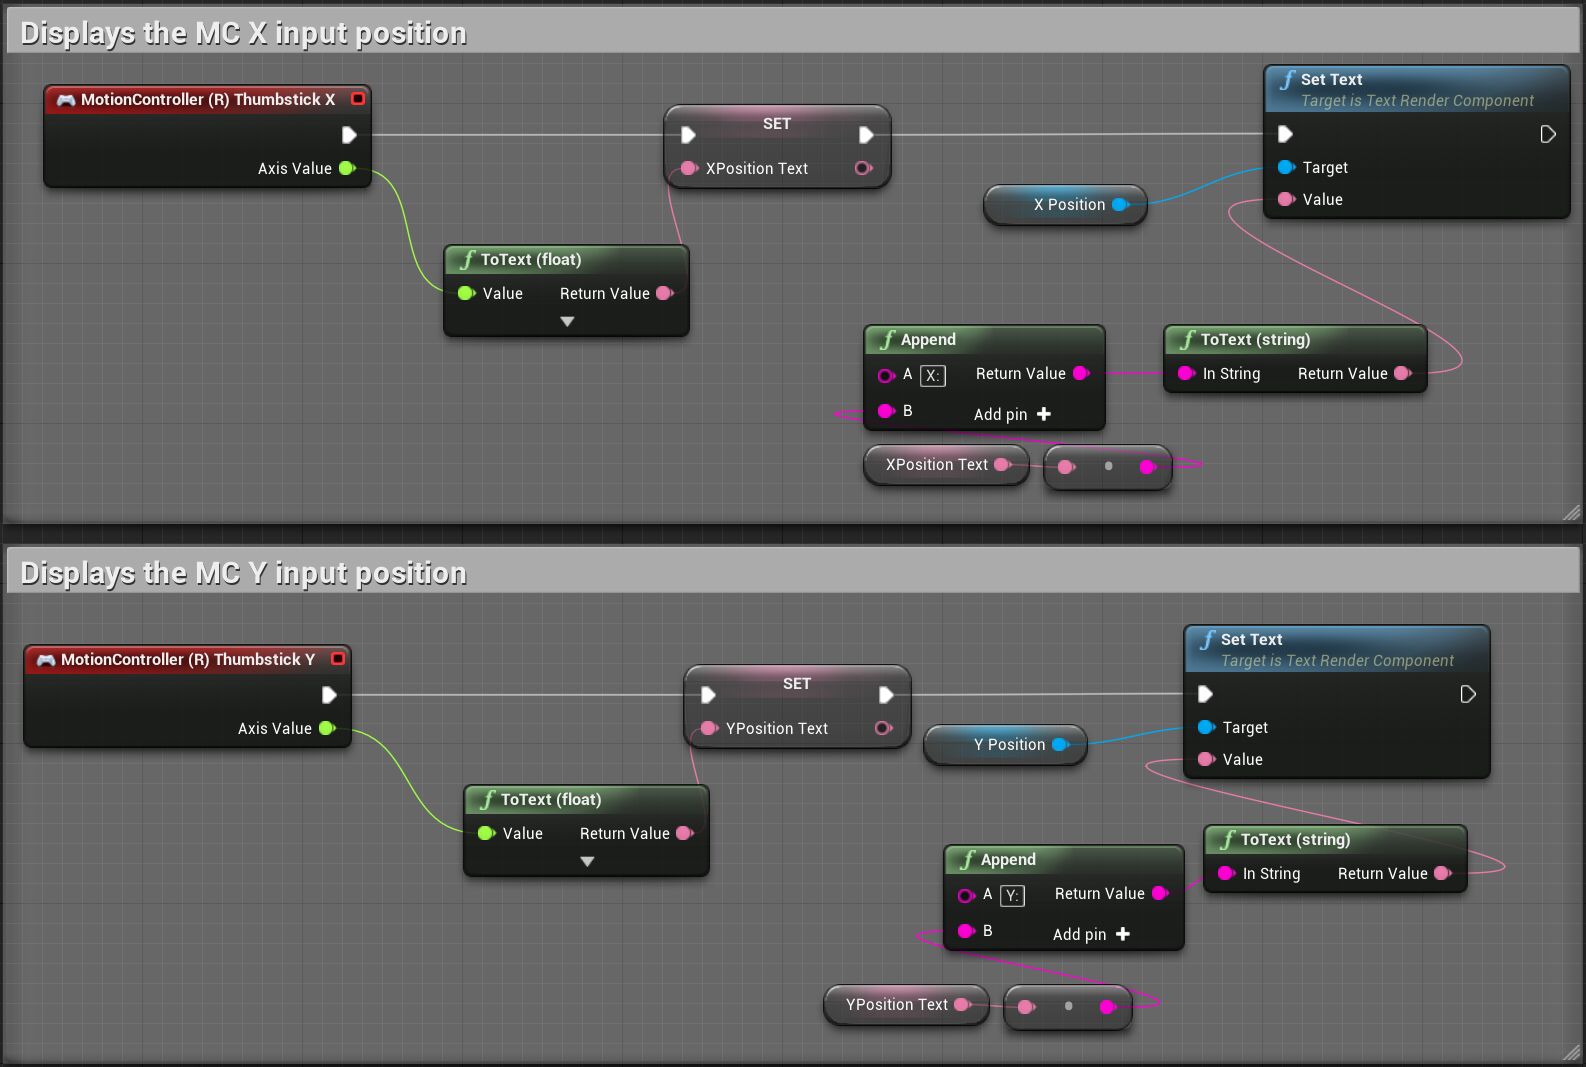 Displays the MC X input position
MotionController (R) Thumbstick X
Axis Value
SET
XPosition Text
f Set Text
Target is Text Render Component
Target
Value
X Position
f ToText (float)
Value Return Value
f Append
A X: Return Value
B Add pin
f ToText (string)
In String Return Value
XPosition Text
Displays the MC Y input position
MotionController (R) Thumbstick Y
Axis Value
SET
YPosition Text
f Set Text
Target is Text Render Component
Target
Value
Y Position
f ToText (float)
Value Return Value
f Append
A Y: Return Value
B Add pin
f ToText (string)
In String Return Value
YPosition Text